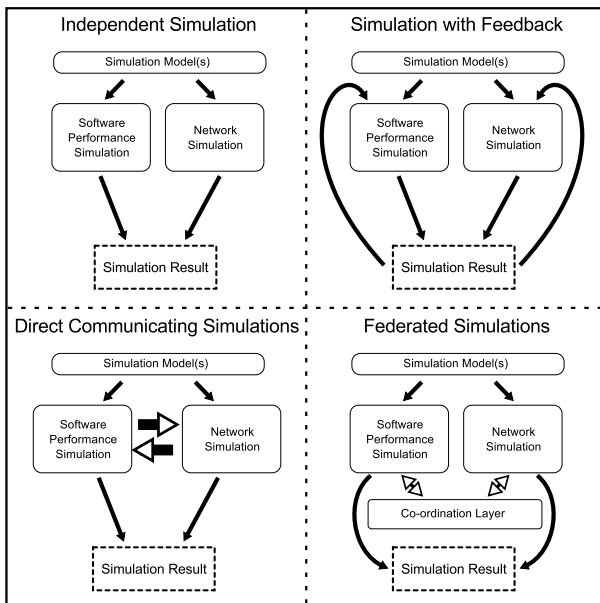 Independent Simulation
Simulation Model(s)
Software
Performance
Simulation
Network
Simulation
Simulation Result
Simulation with Feedback
Simulation Model(s)
Software
Performance
Simulation
Network
Simulation
Simulation Result
Direct Communicating Simulations
Simulation Model(s)
Software
Performance
Simulation
Network
Simulation
Simulation Result
Federated Simulations
Simulation Model(s)
Software
Performance
Simulation
Network
Simulation
Co-ordination Layer
Simulation Result